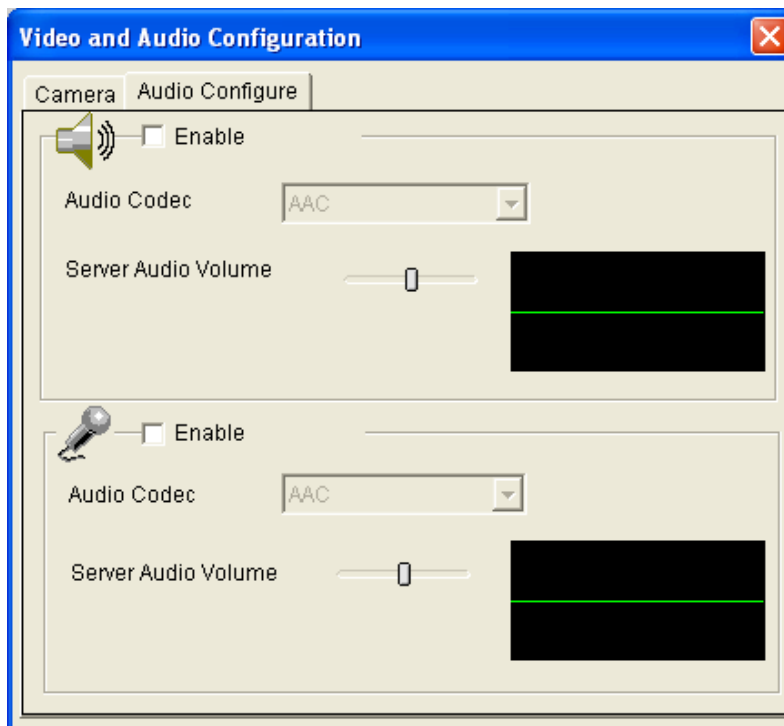 Video and Audio Configuration
Camera
Audio Configure
Enable
Audio Codec
AAC
Server Audio Volume
Enable
Audio Codec
AAC
Server Audio Volume